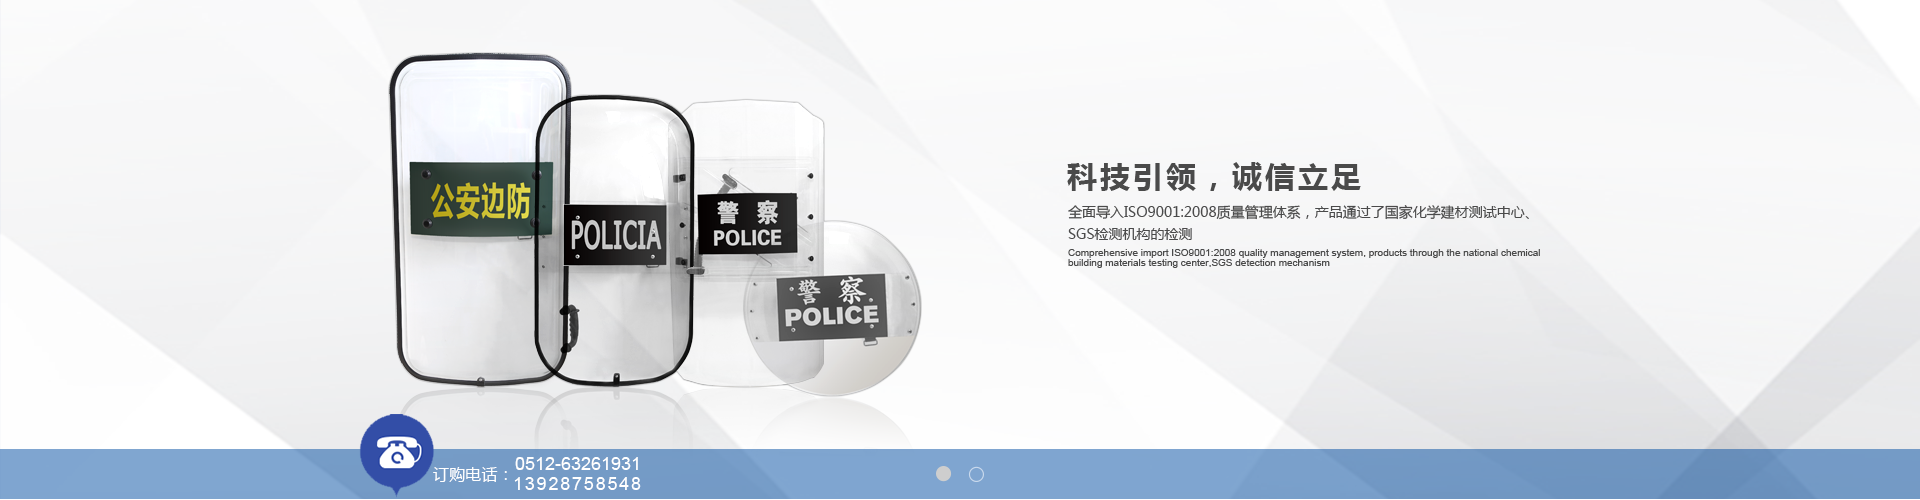 公安边防
POLICIA
警 察
POLICE
警 察
POLICE
科技引领，诚信立足
全面导入ISO9001:2008质量管理体系，产品通过了国家化学建材测试中心、
SGS检测机构的检测
Comprehensive import ISO9001:2008 quality management system, products through the national chemical
building materials testing center,SGS detection mechanism
订购电话：
0512-63261931
13928758548